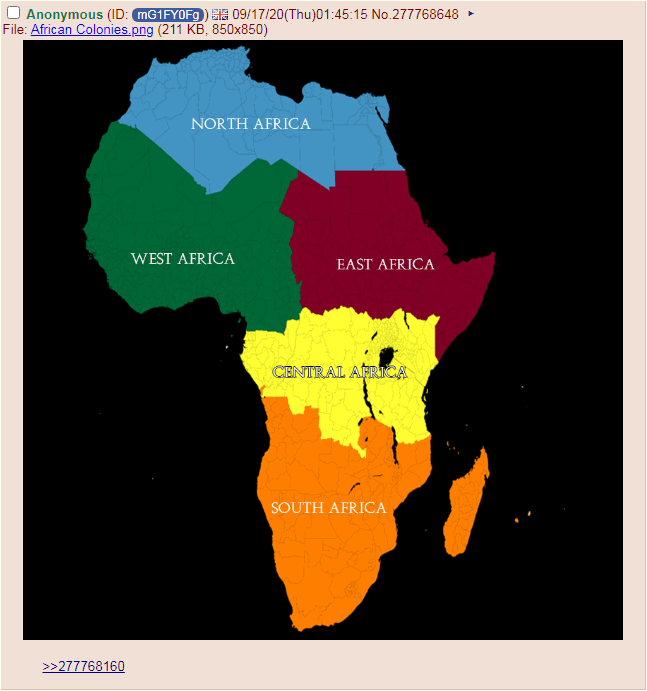 Anonymous (ID: mG1FY0Fg) 09/17/20(Thu)01:45:15 No.277768648
File: African Colonies.png (211 KB, 850x850)
NORTH AFRICA
WEST AFRICA
EAST AFRICA
CENTRAL AFRICA
SOUTH AFRICA
>>277768160